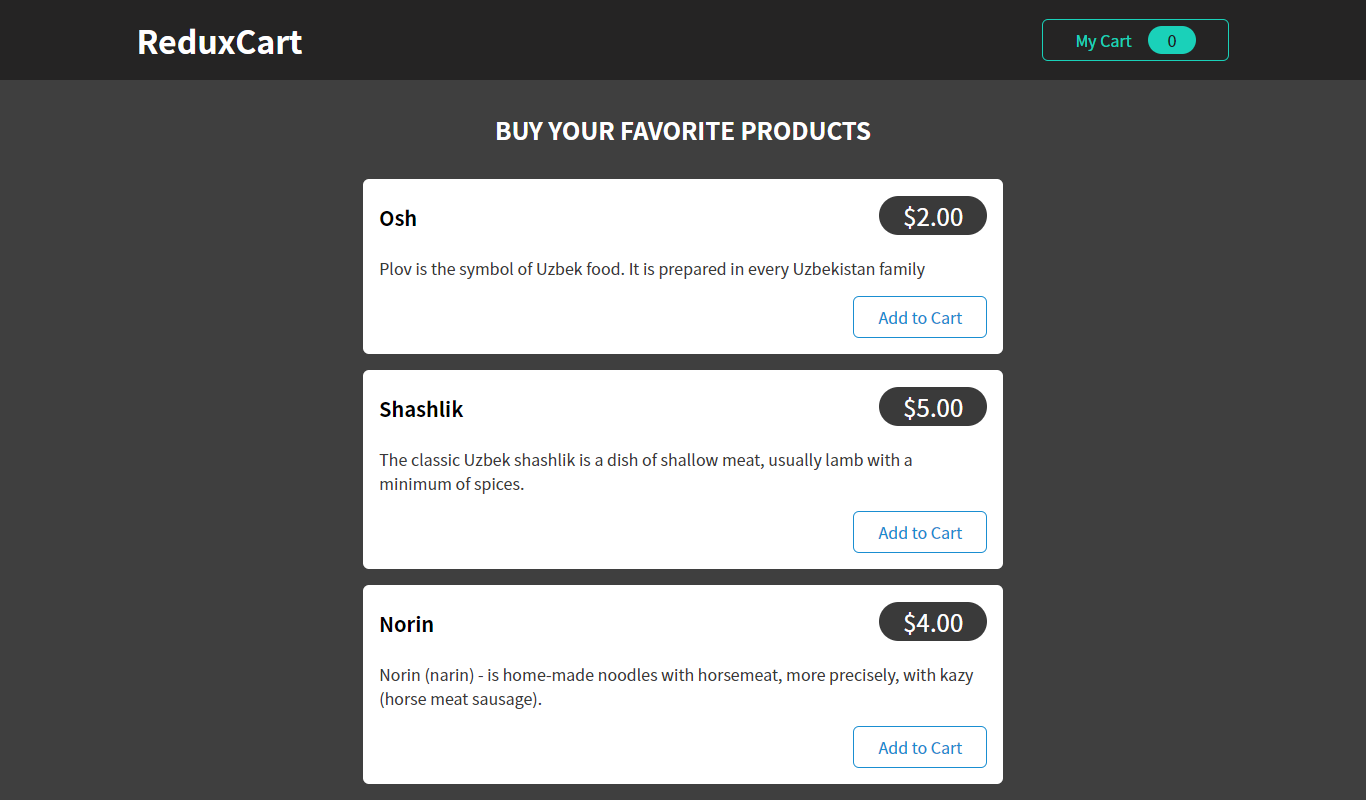 ReduxCart
My Cart 0
BUY YOUR FAVORITE PRODUCTS
Osh
$2.00
Plov is the symbol of Uzbek food. It is prepared in every Uzbekistan family
Add to Cart
Shashlik
$5.00
The classic Uzbek shashlik is a dish of shallow meat, usually lamb with a
minimum of spices.
Add to Cart
Norin
$4.00
Norin (narin) - is home-made noodles with horsemeat, more precisely, with kazy
(horse meat sausage).
Add to Cart